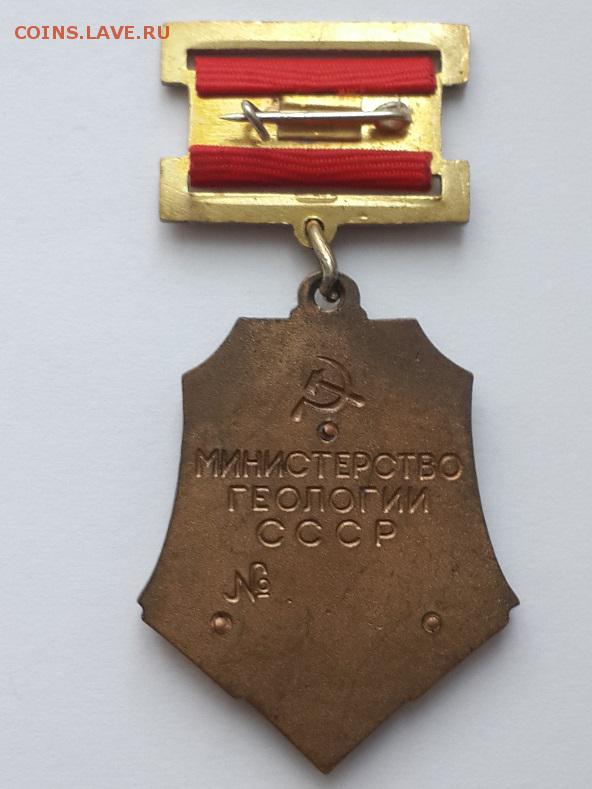 COINS.LAVE.RU
МИНИСТЕРСТВО
ГЕОЛОГИИ
СССР
№